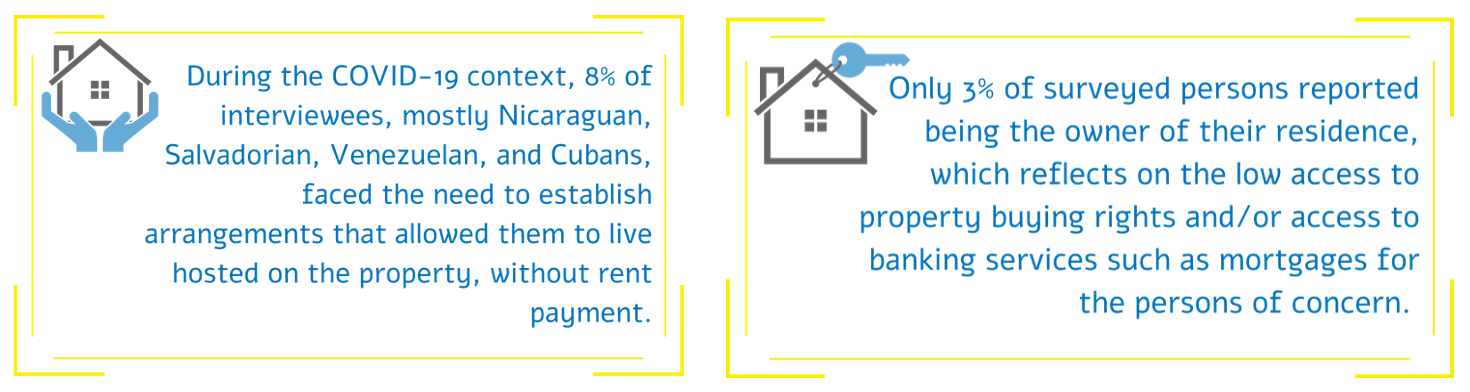 During the COVID-19 context, 8% of
interviewees, mostly Nicaraguan,
Salvadorian, Venezuelan, and Cubans,
faced the need to establish
arrangements that allowed them to live
hosted on the property, without rent
payment.
Only 3% of surveyed persons reported
being the owner of their residence,
which reflects on the low access to
property buying rights and/or access to
banking services such as mortgages for
the persons of concern.